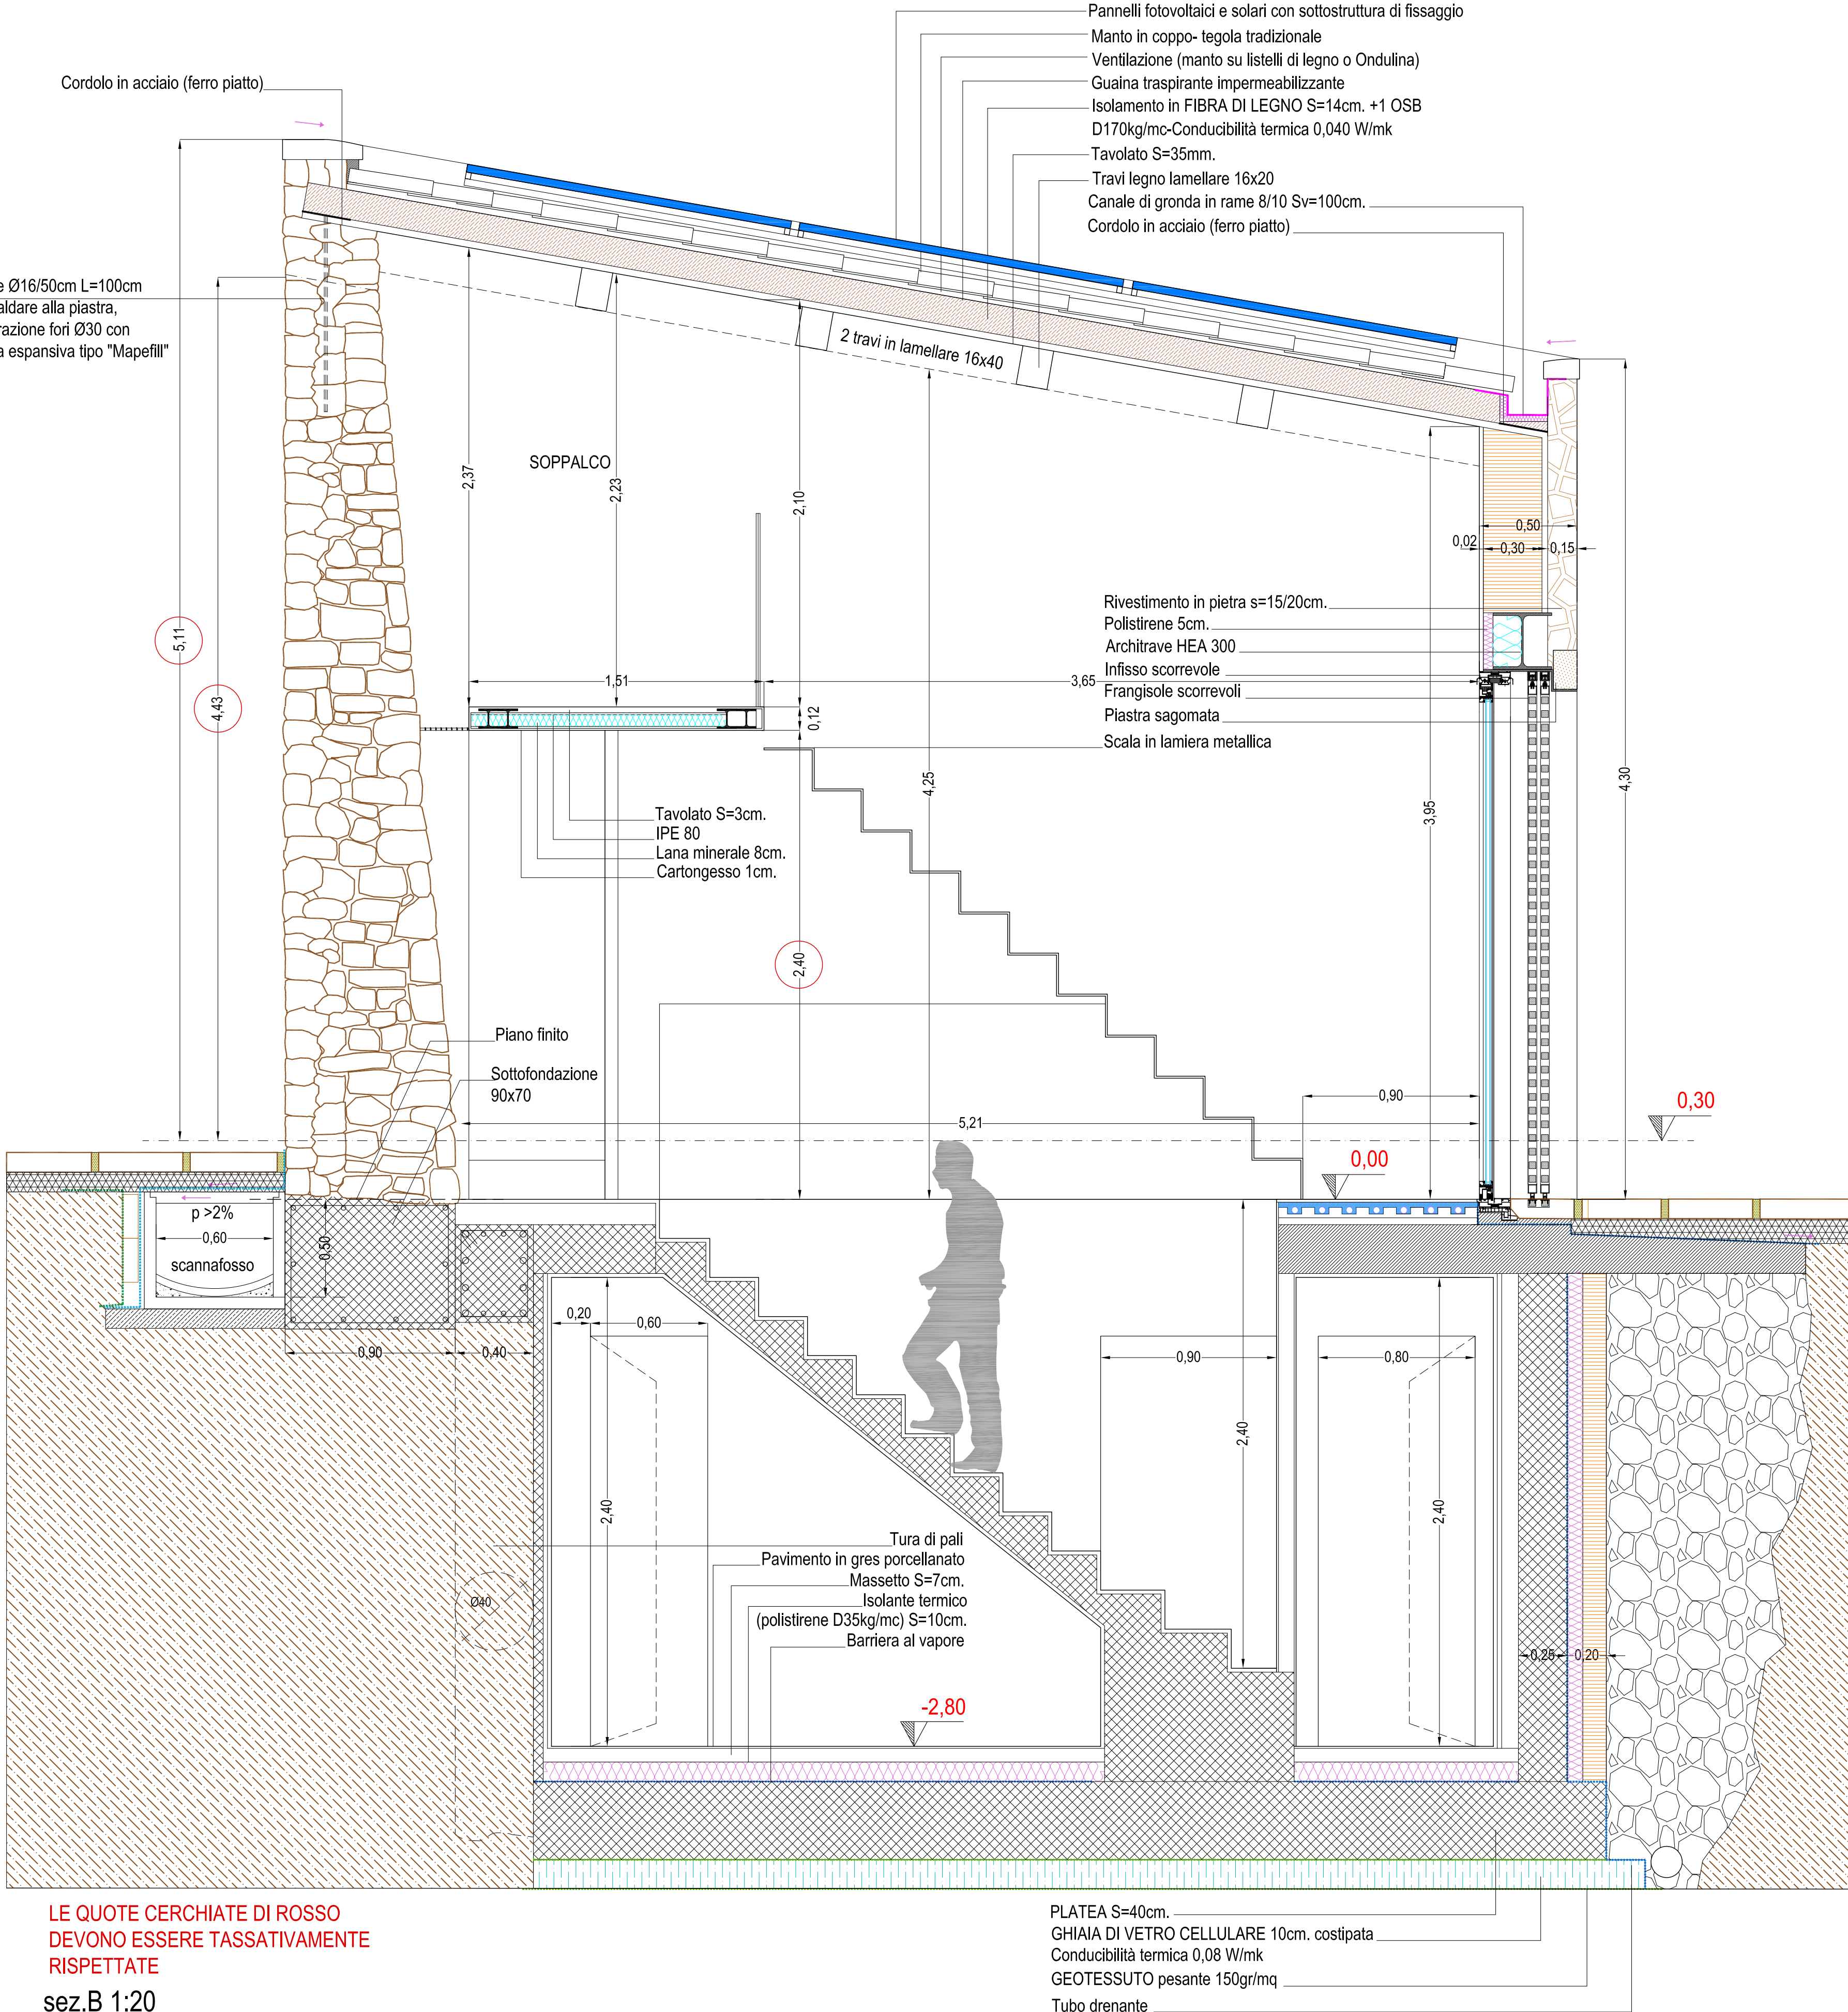 Pannelli fotovoltaici e solari con sottostruttura di fissaggio
Manto in coppo- tegola tradizionale
Ventilazione (manto su listelli di legno o Ondulina)
Guaina traspirante impermeabilizzante
Isolamento in FIBRA DI LEGNO S=14cm. +1 OSB
D170kg/mc-Conducibilità termica 0,040 W/mk
Tavolato S=35mm.
Travi legno lamellare 16x20
Canale di gronda in rame 8/10 Sv=100cm.
Cordolo in acciaio (ferro piatto)
Cordolo in acciaio (ferro piatto)
e Ø16/50cm L=100cm
aldare alla piastra,
razione fori Ø30 con
a espansiva tipo "Mapefill"
2 travi in lamellare 16x40
SOPPALCO
2,37
2,23
2,10
5,11
4,43
0,50
0,02
0,30
0,15
Rivestimento in pietra s=15/20cm.
Polistirene 5cm.
Architrave HEA 300
Infisso scorrevole
Frangisole scorrevoli
Piastra sagomata
Scala in lamiera metallica
1,51
3,65
0,12
4,25
3,95
4,30
Tavolato S=3cm.
IPE 80
Lana minerale 8cm.
Cartongesso 1cm.
2,40
Piano finito
Sottofondazione
90x70
0,90
5,21
0,30
0,00
p >2%
0,60
scannafosso
0,50
0,90
0,40
0,20
0,60
0,90
0,80
2,40
2,40
2,40
Tura di pali
Pavimento in gres porcellanato
Massetto S=7cm.
Isolante termico
(polistirene D35kg/mc) S=10cm.
Barriera al vapore
Ø40
0,25
0,20
-2,80
LE QUOTE CERCHIATE DI ROSSO
DEVONO ESSERE TASSATIVAMENTE
RISPETTATE
sez.B 1:20
PLATEA S=40cm.
GHIAIA DI VETRO CELLULARE 10cm. costipata
Conducibilità termica 0,08 W/mk
GEOTESSUTO pesante 150gr/mq
Tubo drenante